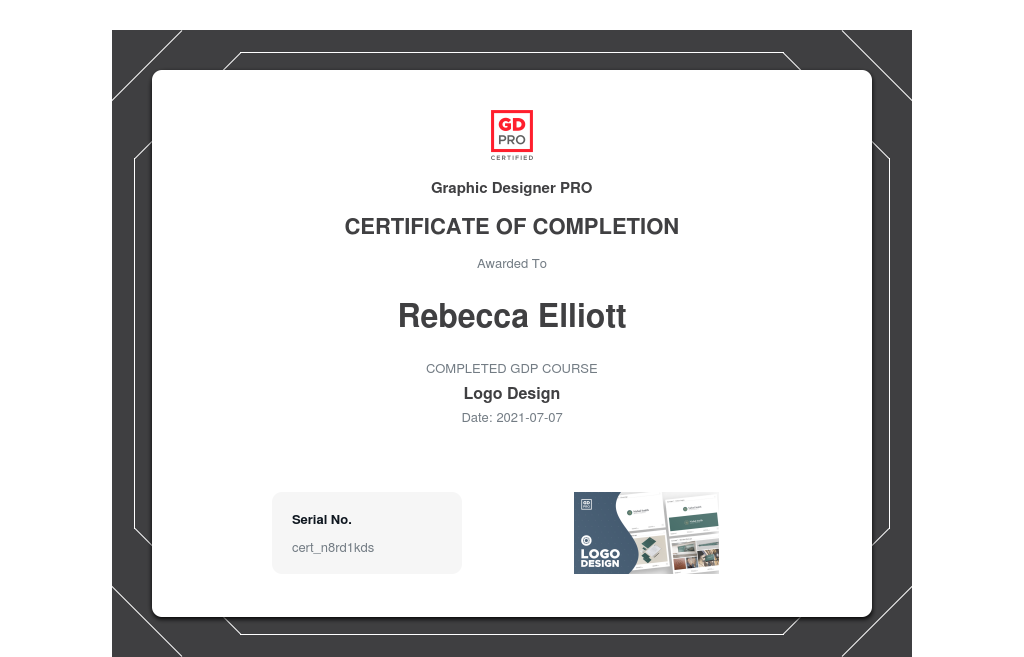 GD
PRO
CERTIFIED
Graphic Designer PRO
CERTIFICATE OF COMPLETION
Awarded To
Rebecca Elliott
COMPLETED GDP COURSE
Logo Design
Date: 2021-07-07
Serial No.
cert_n8rd1kds
GD
PRO
LOGO
DESIGN